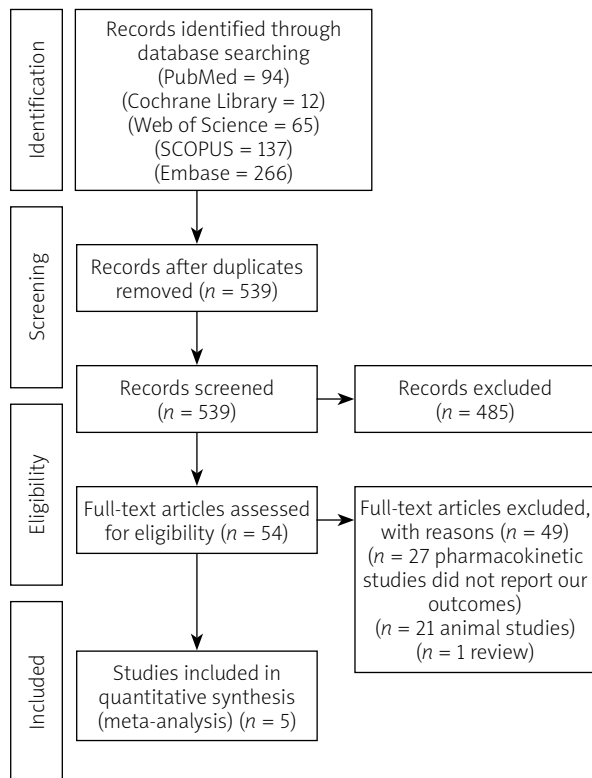 Identification
Records identified through
database searching
(PubMed = 94)
(Cochrane Library = 12)
(Web of Science = 65)
(SCOPUS = 137)
(Embase = 266)
Screening
Records after duplicates
removed (n = 539)
Records screened
(n = 539)
Records excluded
(n = 485)
Eligibility
Full-text articles assessed
for eligibility (n = 54)
Full-text articles excluded,
with reasons (n = 49)
(n = 27 pharmacokinetic
studies did not report our
outcomes)
(n = 21 animal studies)
(n = 1 review)
Included
Studies included in
quantitative synthesis
(meta-analysis) (n = 5)